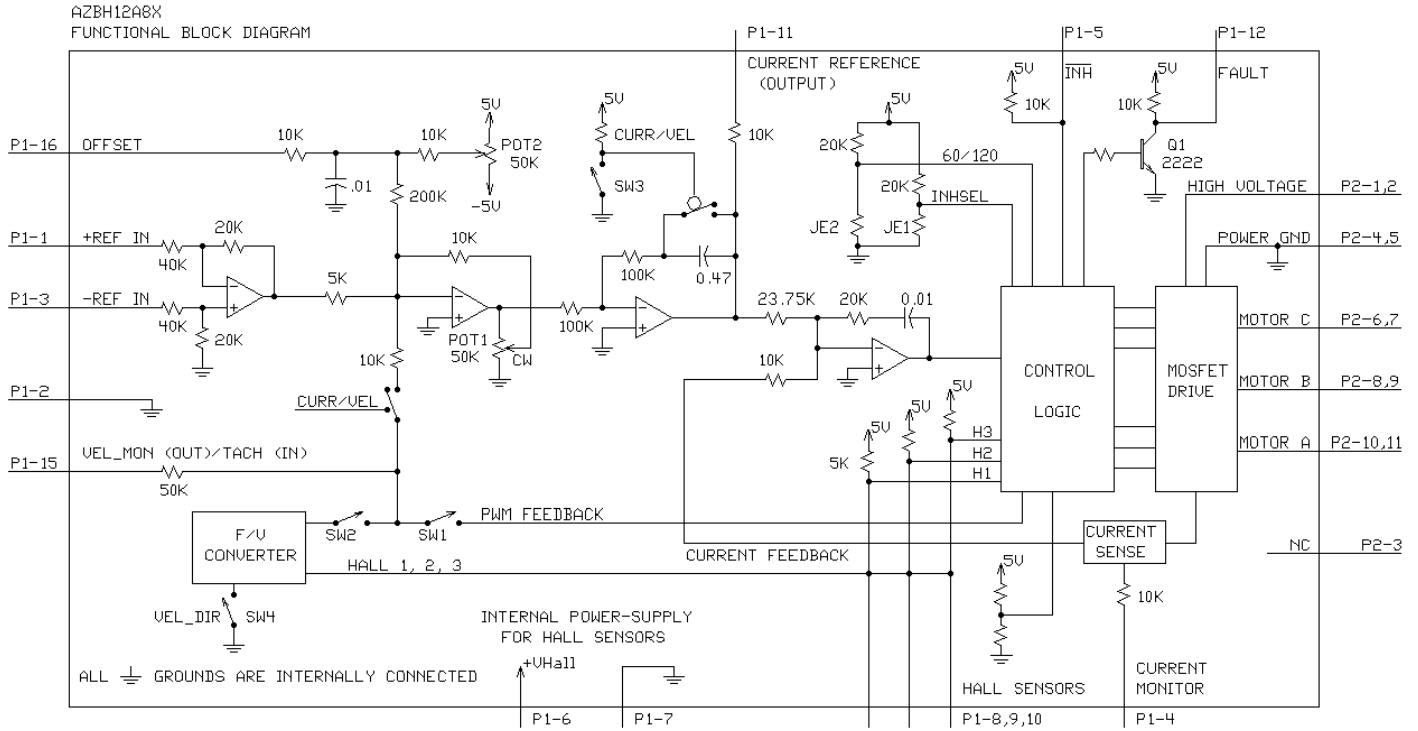 AZBH12A8X
FUNCTIONAL BLOCK DIAGRAM
P1-11
P1-5
P1-12
CURRENT REFERENCE
(OUTPUT)
5V
INH
5V
FAULT
10K
10K
5V
5V
5V
10K
10K
CURR/VEL
10K
P1-16
OFFSET
POT2
50K
20K
60/120
Q1
2222
.01
SW3
20K
-5V
200K
INHSEL
HIGH VOLTAGE
P2-1,2
P1-1
+REF IN
20K
10K
JE2
JE1
POWER GND
P2-4,5
40K
5K
100K
0.47
P1-3
-REF IN
23.75K
20K
0.01
40K
20K
100K
MOTOR C
P2-6,7
POT1
50K
CW
10K
10K
CONTROL
LOGIC
MOSFET
DRIVE
P1-2
MOTOR B
P2-8,9
CURR/VEL
5V
5V
5V
H3
H2
H1
MOTOR A
P2-10,11
VEL_MON (OUT)/TACH (IN)
P1-15
50K
5K
PWM FEEDBACK
F/V
CONVERTER
SW2
SW1
CURRENT FEEDBACK
CURRENT
SENSE
NC
P2-3
HALL 1, 2, 3
5V
10K
VEL_DIR
SW4
INTERNAL POWER-SUPPLY
FOR HALL SENSORS
+VHall
ALL GROUNDS ARE INTERNALLY CONNECTED
HALL SENSORS
CURRENT
MONITOR
P1-6
P1-7
P1-8,9,10
P1-4